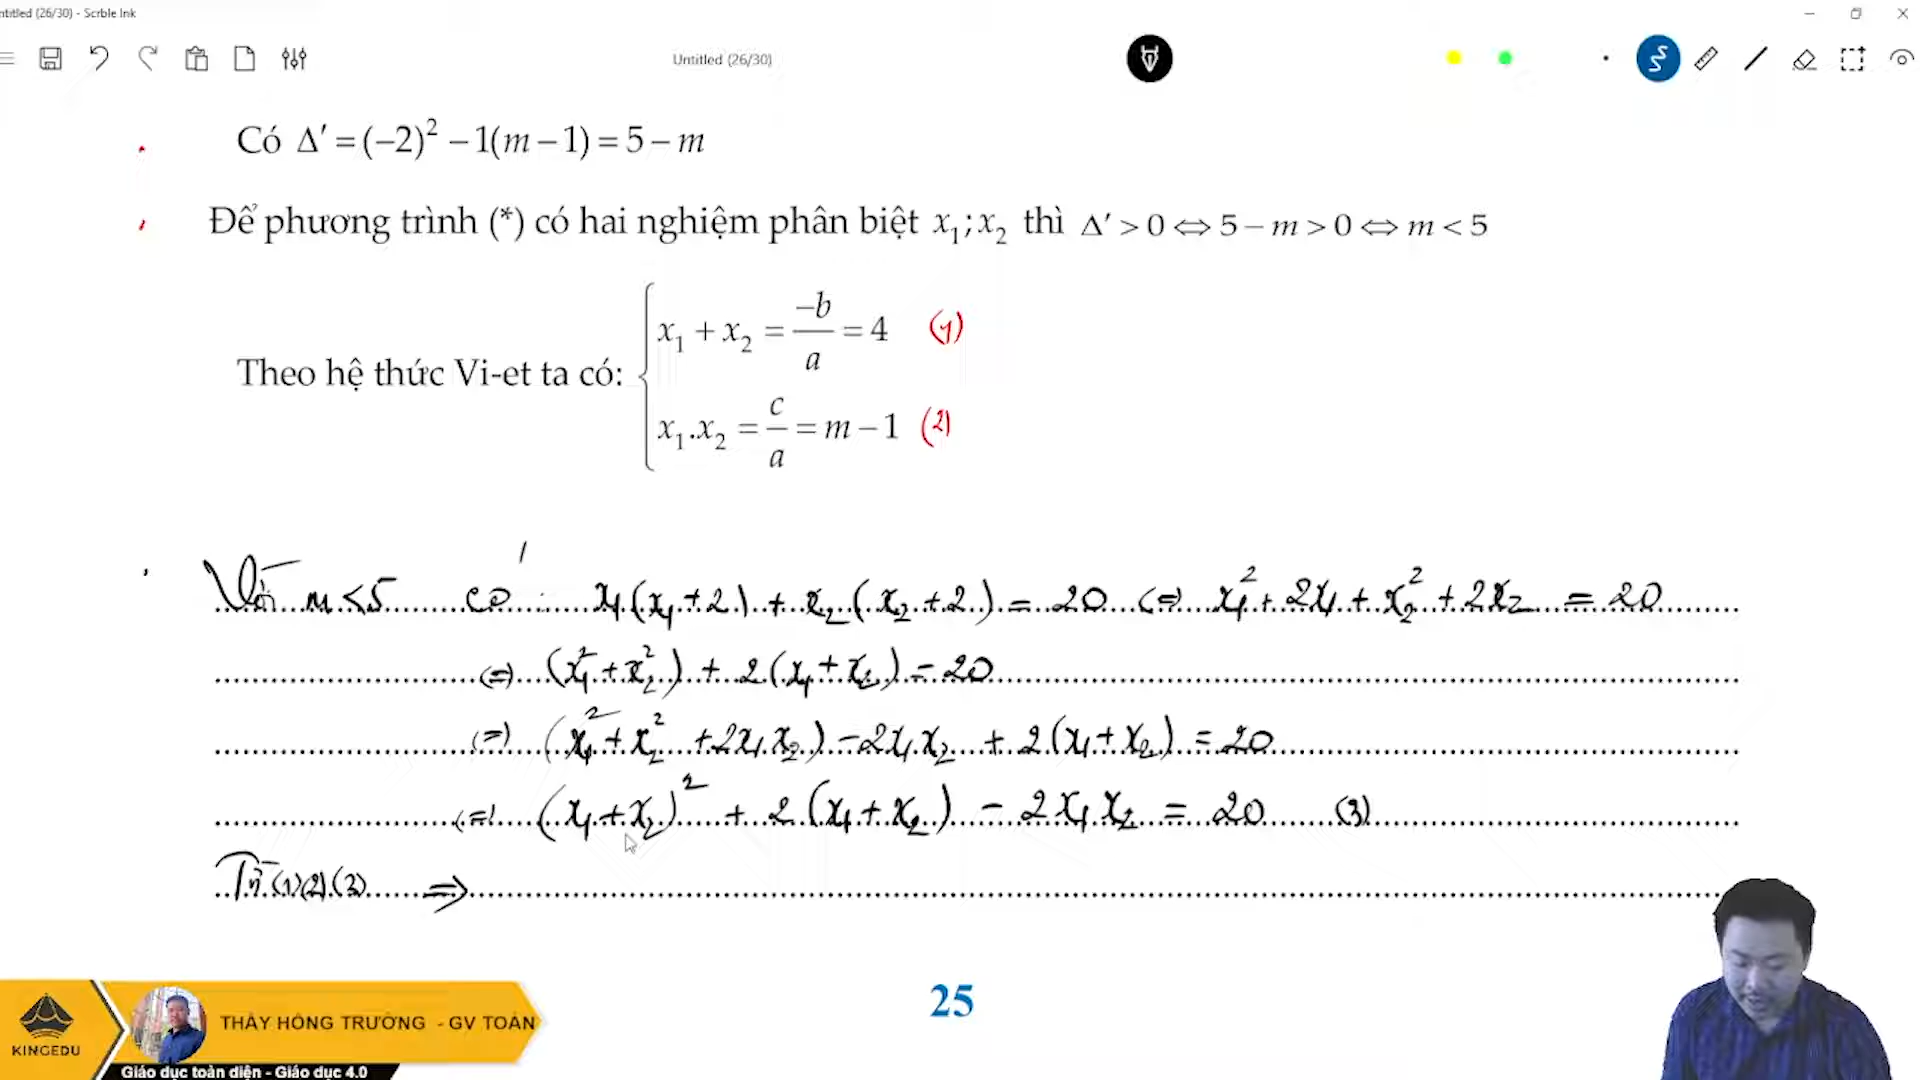 ntitled (26/30) - Scrble Ink
Untitled (26/30)
Có Δ' = (−2)² − 1(m − 1) = 5 − m
Để phương trình (*) có hai nghiệm phân biệt x₁; x₂ thì Δ' > 0 ⇔ 5 − m > 0 ⇔ m < 5
Theo hệ thức Vi-et ta có: { x₁ + x₂ = −b/a = 4 (1)
x₁.x₂ = c/a = m − 1 (2)
Với m < 5 có : x₁(x₁ + 2) + x₂(x₂ + 2) = 20 ⇔ x₁² + 2x₁ + x₂² + 2x₂ = 20
⇔ (x₁² + x₂²) + 2(x₁ + x₂) = 20
⇔ (x₁² + x₂² + 2x₁x₂) − 2x₁x₂ + 2(x₁ + x₂) = 20
⇔ (x₁ + x₂)² + 2(x₁ + x₂) − 2x₁x₂ = 20 (3)
Từ (1)(2)(3) ⇒
25
KINGEDU
THẦY HỒNG TRƯỜNG - GV TOÁN
Giáo dục toàn diện - Giáo dục 4.0